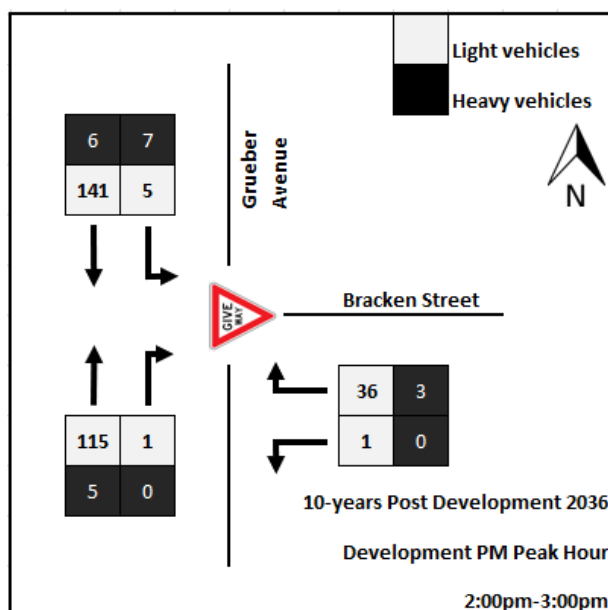 Light vehicles
Heavy vehicles
N
6 7
141 5
Grueber
Avenue
GIVE
WAY
Bracken Street
36 3
1 0
115 1
5 0
10-years Post Development 2036
Development PM Peak Hour
2:00pm-3:00pm